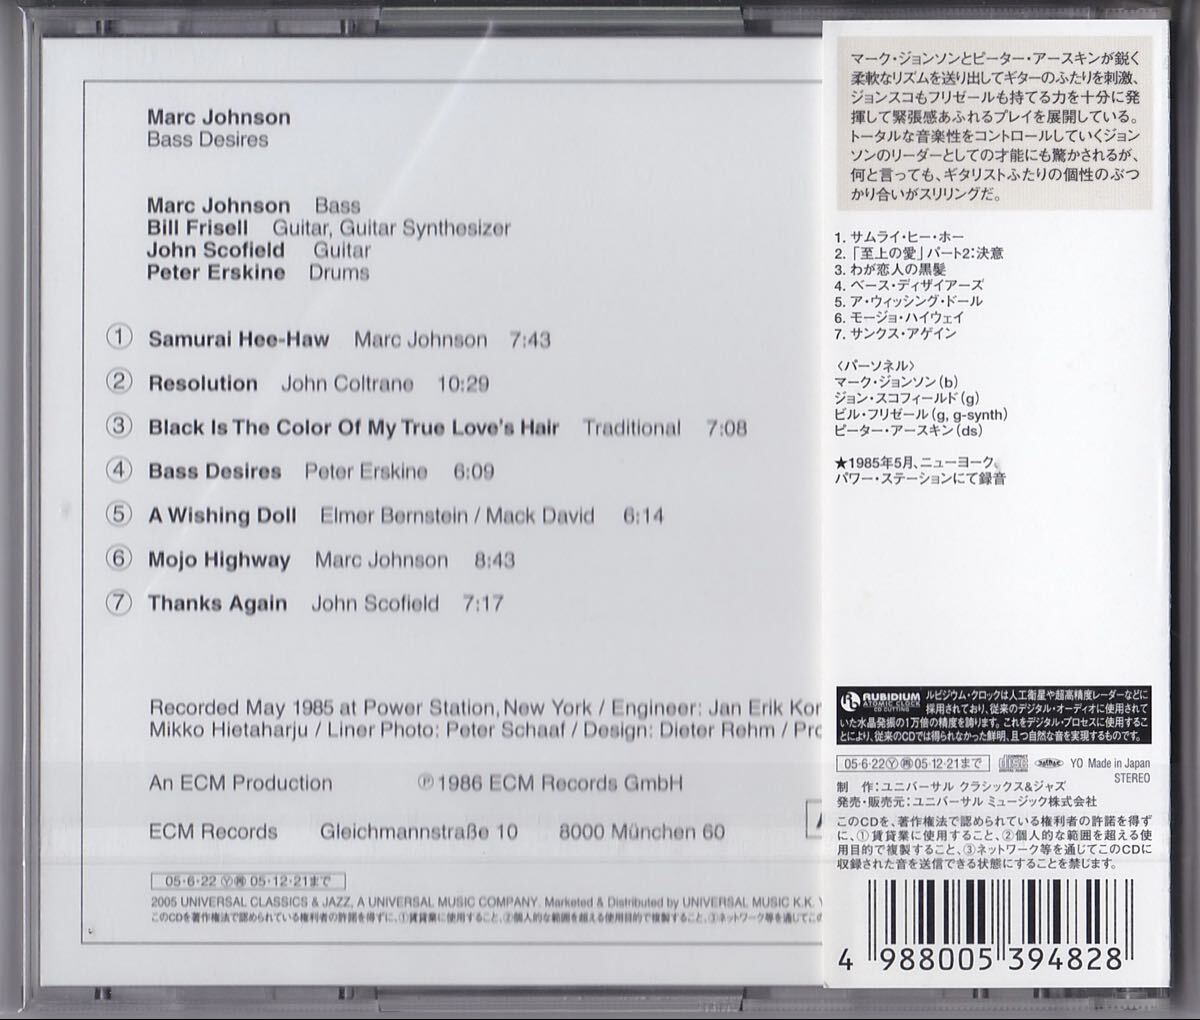 Marc Johnson
Bass Desires
Marc Johnson Bass
Bill Frisell Guitar, Guitar Synthesizer
John Scofield Guitar
Peter Erskine Drums
① Samurai Hee-Haw Marc Johnson 7:43
② Resolution John Coltrane 10:29
③ Black Is The Color Of My True Love's Hair Traditional 7:08
④ Bass Desires Peter Erskine 6:09
⑤ A Wishing Doll Elmer Bernstein / Mack David 6:14
⑥ Mojo Highway Marc Johnson 8:43
⑦ Thanks Again John Scofield 7:17
Recorded May 1985 at Power Station, New York / Engineer: Jan Erik Kor
Mikko Hietaharju / Liner Photo: Peter Schaaf / Design: Dieter Rehm / Pro
An ECM Production ℗ 1986 ECM Records GmbH
ECM Records Gleichmannstraße 10 8000 München 60
05・6・22 Ⓨ㊞ 05・12・21まで
2005 UNIVERSAL CLASSICS & JAZZ, A UNIVERSAL MUSIC COMPANY. Marketed & Distributed by UNIVERSAL MUSIC K.K.
このCDを著作権法で認められている権利者の許諾を得ずに、①賃貸業に使用すること、②個人的な範囲を超える使用目的で複製すること、③ネットワーク等を通じてこの
マーク・ジョンソンとピーター・アースキンが鋭く
柔軟なリズムを送り出してギターのふたりを刺激、
ジョンスコもフリゼールも持てる力を十分に発
揮して緊張感あふれるプレイを展開している。
トータルな音楽性をコントロールしていくジョン
ソンのリーダーとしての才能にも驚かされるが、
何と言っても、ギタリストふたりの個性のぶつ
かり合いがスリリングだ。
1. サムライ・ヒー・ホー
2. 「至上の愛」パート2：決意
3. わが恋人の黒髪
4. ベース・ディザイアーズ
5. ア・ウィッシング・ドール
6. モージョ・ハイウェイ
7. サンクス・アゲイン
〈パーソネル〉
マーク・ジョンソン(b)
ジョン・スコフィールド(g)
ビル・フリゼール(g, g-synth)
ピーター・アースキン(ds)
★1985年5月、ニューヨーク、
パワー・ステーションにて録音
RUBIDIUM
ATOMIC CLOCK
CD CUTTING
ルビジウム・クロックは人工衛星や超高精度レーダーなどに
採用されており、従来のデジタル・オーディオに使用されて
いた水晶発振の1万倍の精度を誇ります。これをデジタル・プロセスに使用するこ
とにより、従来のCDでは得られなかった鮮明、且つ自然な音を実現するものです。
05・6・22Ⓨ㊞05・12・21まで
COMPACT disc DIGITAL AUDIO
YO Made in Japan
STEREO
制 作：ユニバーサル クラシックス&ジャズ
発売・販売元：ユニバーサル ミュージック株式会社
このCDを、著作権法で認められている権利者の許諾を得ず
に、①賃貸業に使用すること、②個人的な範囲を超える使
用目的で複製すること、③ネットワーク等を通じてこのCDに
収録された音を送信できる状態にすることを禁じます。
4 988005 394828